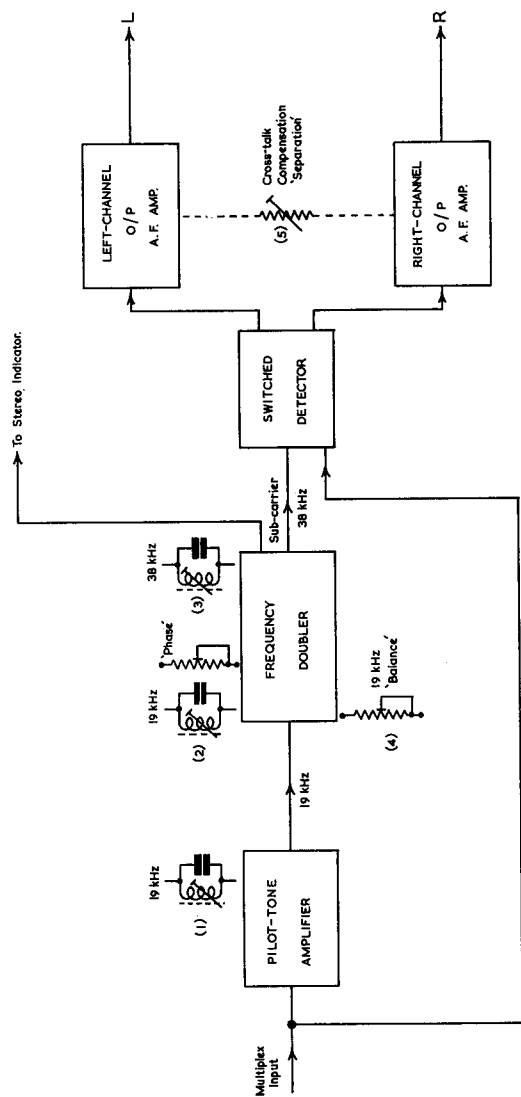 Multiplex
Input
PILOT-TONE
AMPLIFIER
19 kHz
(1)
19 kHz
19 kHz
(2)
'Phase'
38 kHz
(3)
FREQUENCY
DOUBLER
19 kHz
'Balance'
(4)
To Stereo Indicator.
Sub-carrier
38 kHz
SWITCHED
DETECTOR
LEFT-CHANNEL
O/P
A.F. AMP.
L
(5)
Cross-talk
Compensation
'Separation'
RIGHT-CHANNEL
O/P
A.F. AMP.
R